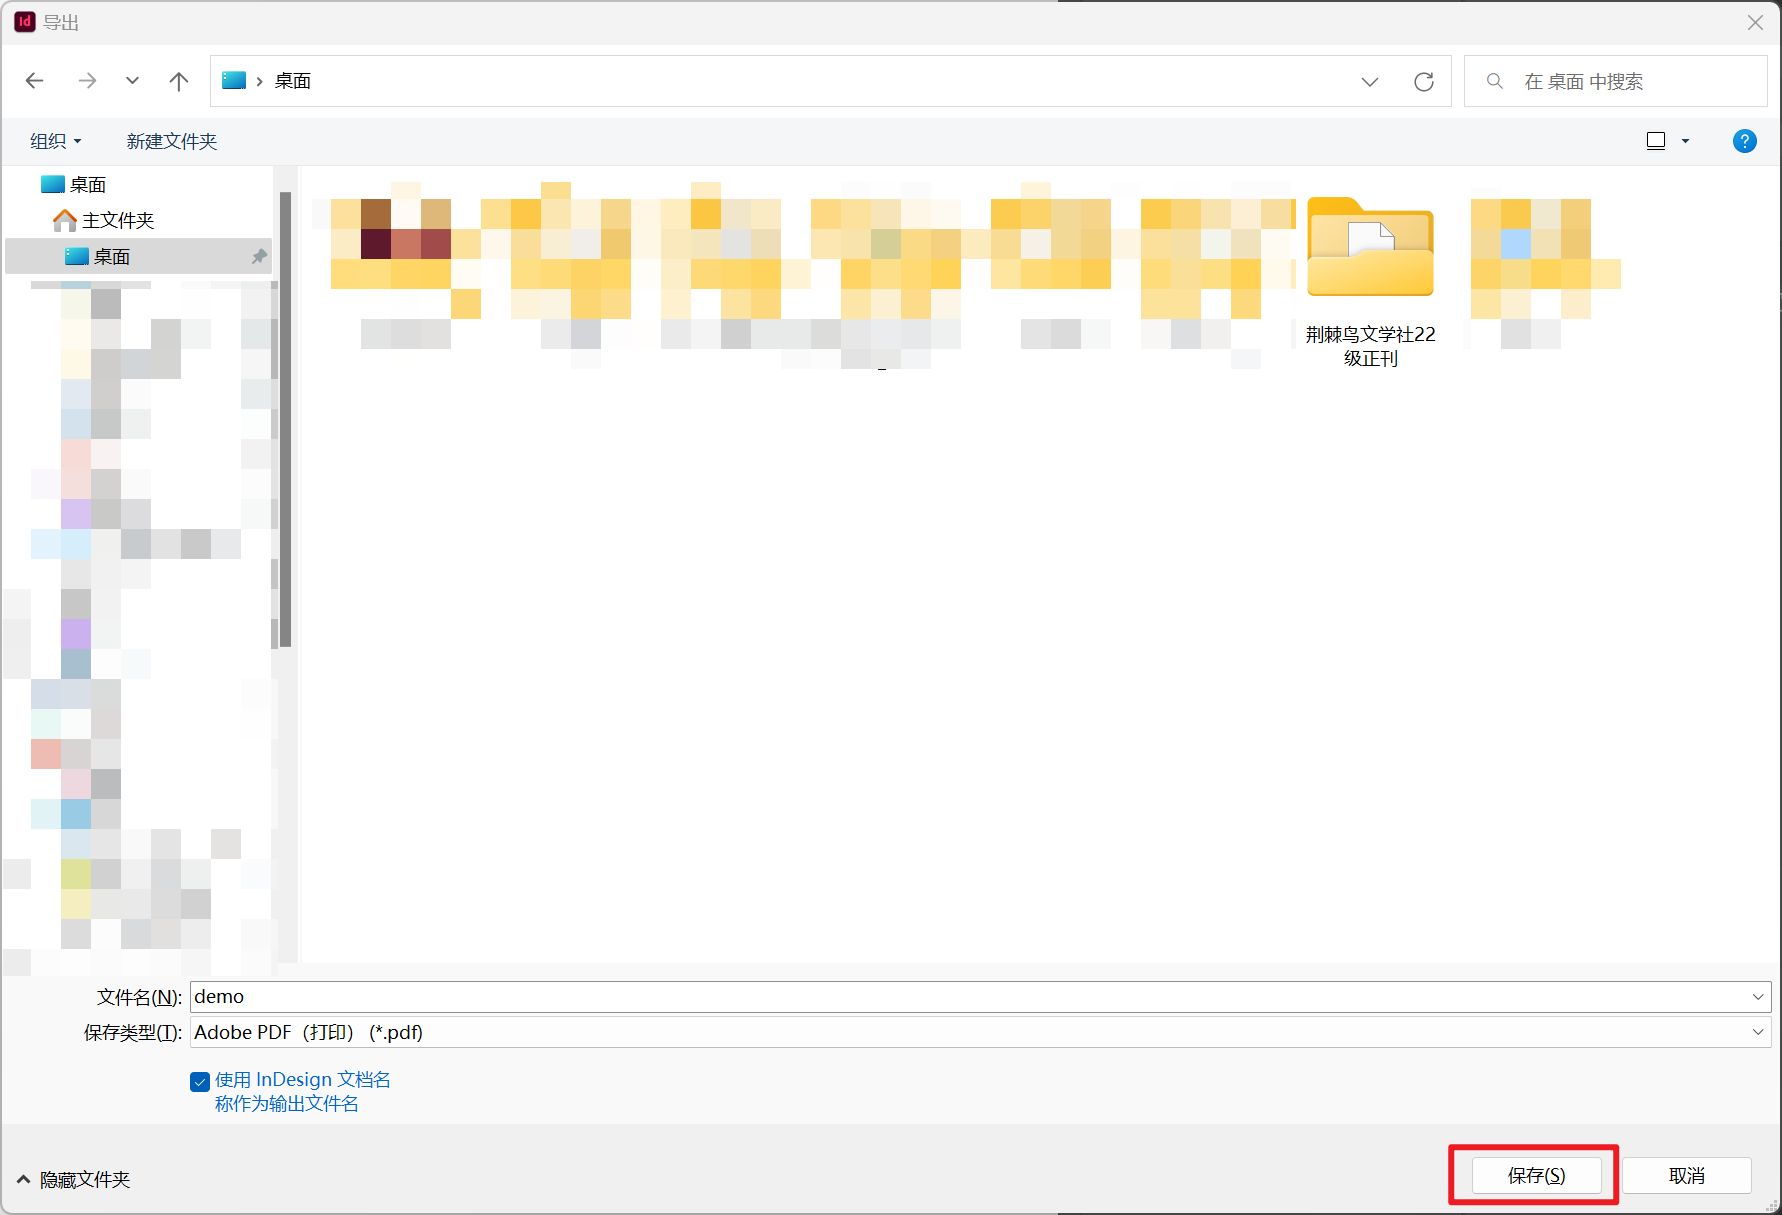 Id 导出
桌面
在 桌面 中搜索
组织
新建文件夹
?
桌面
主文件夹
桌面
荆棘鸟文学社22
级正刊
文件名(N):
demo
保存类型(T):
Adobe PDF（打印） (*.pdf)
使用 InDesign 文档名
称作为输出文件名
隐藏文件夹
保存(S)
取消